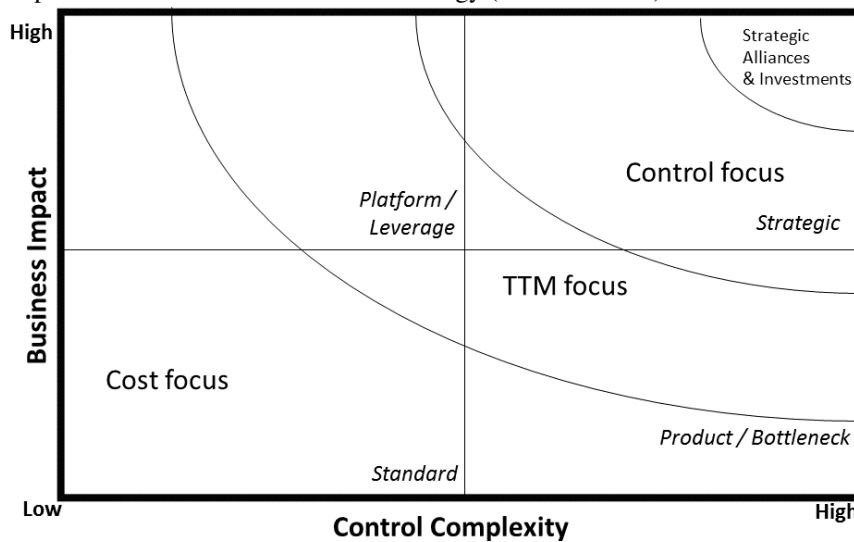 High
Strategic
Alliances
& Investments
Control focus
Platform /
Leverage
Strategic
Business Impact
TTM focus
Cost focus
Product / Bottleneck
Standard
Low
High
Control Complexity